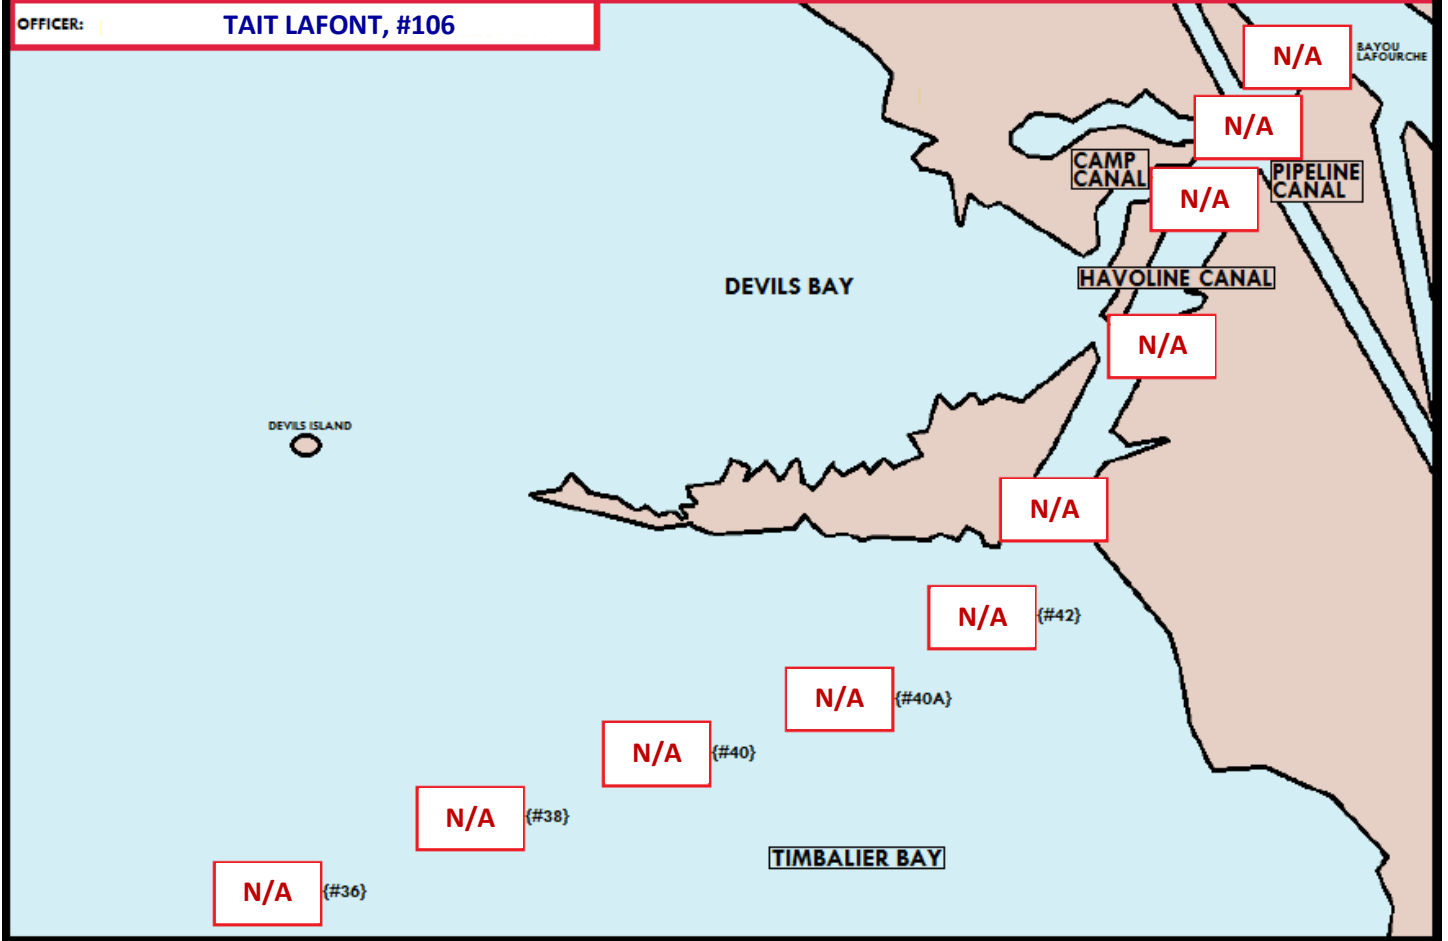 OFFICER:
TAIT LAFONT, #106
N/A
BAYOU
LAFOURCHE
N/A
CAMP
CANAL
PIPELINE
CANAL
N/A
HAVOLINE CANAL
DEVILS BAY
N/A
DEVILS ISLAND
N/A
N/A
{#42}
N/A
{#40A}
N/A
{#40}
N/A
{#38}
TIMBALIER BAY
N/A
{#36}